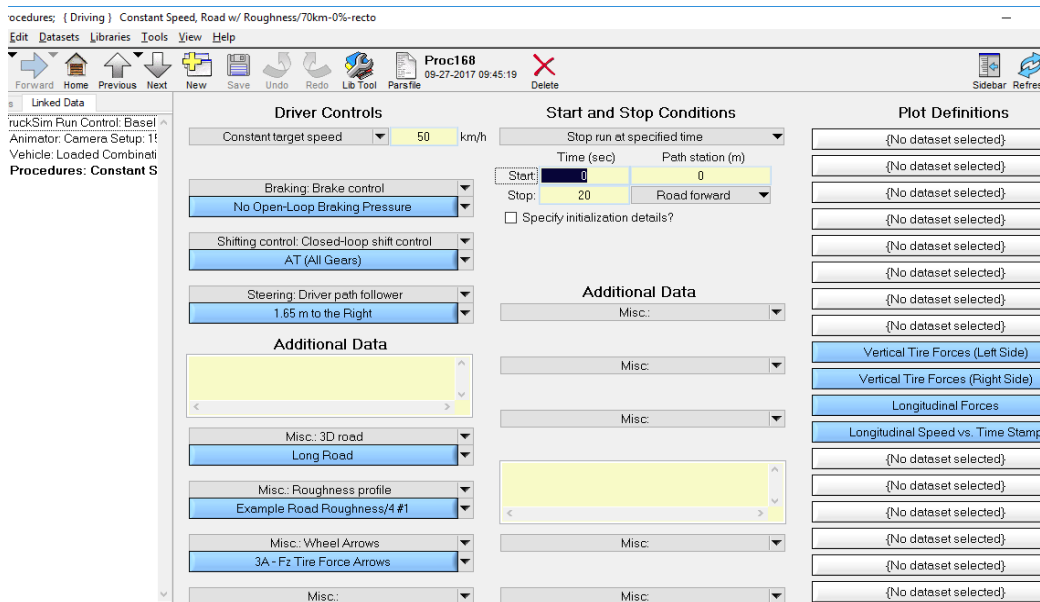 rocedures; { Driving } Constant Speed, Road w/ Roughness/70km-0%-recto
Edit Datasets Libraries Tools View Help
Forward Home Previous Next New Save Undo Redo Lib Tool Parsfile
Proc168
09-27-2017 09:45:19
Delete
Sidebar Refres
s Linked Data
TruckSim Run Control: Basel
Animator: Camera Setup: 15
Vehicle: Loaded Combinati
Procedures: Constant S
Driver Controls
Constant target speed 50 km/h
Braking: Brake control
No Open-Loop Braking Pressure
Shifting control: Closed-loop shift control
AT (All Gears)
Steering: Driver path follower
1.65 m to the Right
Additional Data
Misc.: 3D road
Long Road
Misc.: Roughness profile
Example Road Roughness/4 #1
Misc.: Wheel Arrows
3A - Fz Tire Force Arrows
Misc.:
Start and Stop Conditions
Stop run at specified time
Time (sec) Path station (m)
Start: 0 0
Stop: 20 Road forward
Specify initialization details?
Additional Data
Misc.:
Misc:
Misc:
Misc:
Misc:
Plot Definitions
{No dataset selected}
{No dataset selected}
{No dataset selected}
{No dataset selected}
{No dataset selected}
{No dataset selected}
{No dataset selected}
{No dataset selected}
Vertical Tire Forces (Left Side)
Vertical Tire Forces (Right Side)
Longitudinal Forces
Longitudinal Speed vs. Time Stamp
{No dataset selected}
{No dataset selected}
{No dataset selected}
{No dataset selected}
{No dataset selected}
{No dataset selected}